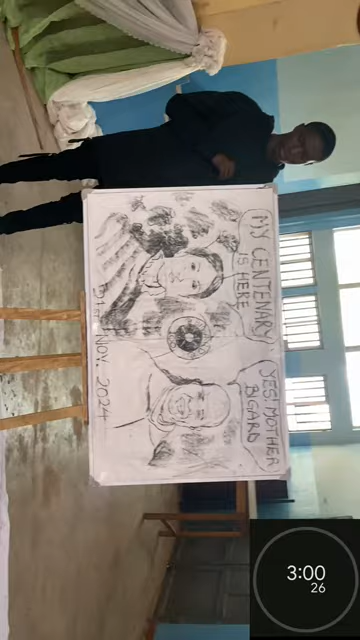 MY CENTENARY
IS HERE
YES! MOTHER
BIGARD
21ST NOV. 2024
3:00
26